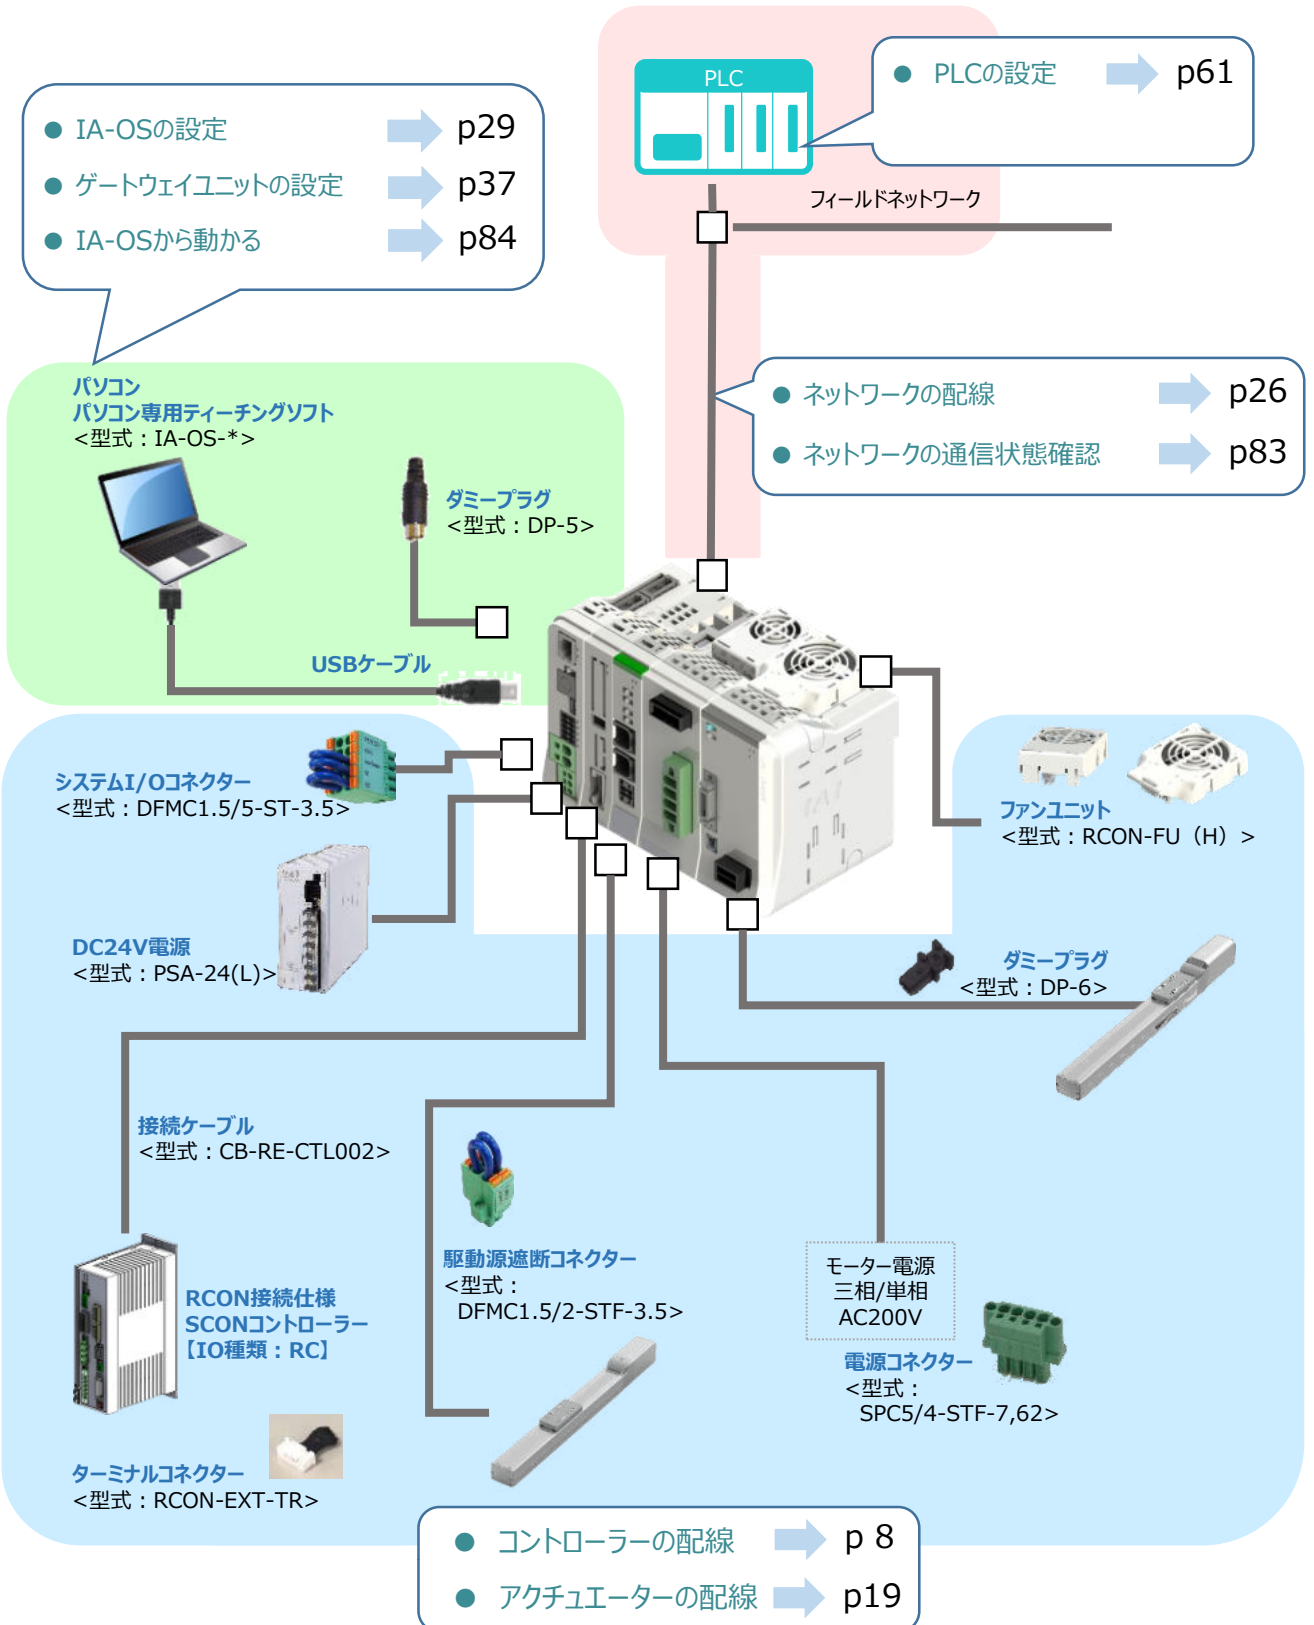 PLC
● PLCの設定 p61
● IA-OSの設定 p29
● ゲートウェイユニットの設定 p37
● IA-OSから動かる p84
フィールドネットワーク
● ネットワークの配線 p26
● ネットワークの通信状態確認 p83
パソコン
パソコン専用ティーチングソフト
<型式：IA-OS-*>
ダミープラグ
<型式：DP-5>
USBケーブル
システムI/Oコネクター
<型式：DFMC1.5/5-ST-3.5>
ファンユニット
<型式：RCON-FU（H）>
DC24V電源
<型式：PSA-24(L)>
ダミープラグ
<型式：DP-6>
接続ケーブル
<型式：CB-RE-CTL002>
駆動源遮断コネクター
<型式：
DFMC1.5/2-STF-3.5>
モーター電源
三相/単相
AC200V
RCON接続仕様
SCONコントローラー
【IO種類：RC】
電源コネクター
<型式：
SPC5/4-STF-7,62>
ターミナルコネクター
<型式：RCON-EXT-TR>
● コントローラーの配線 p 8
● アクチュエーターの配線 p19